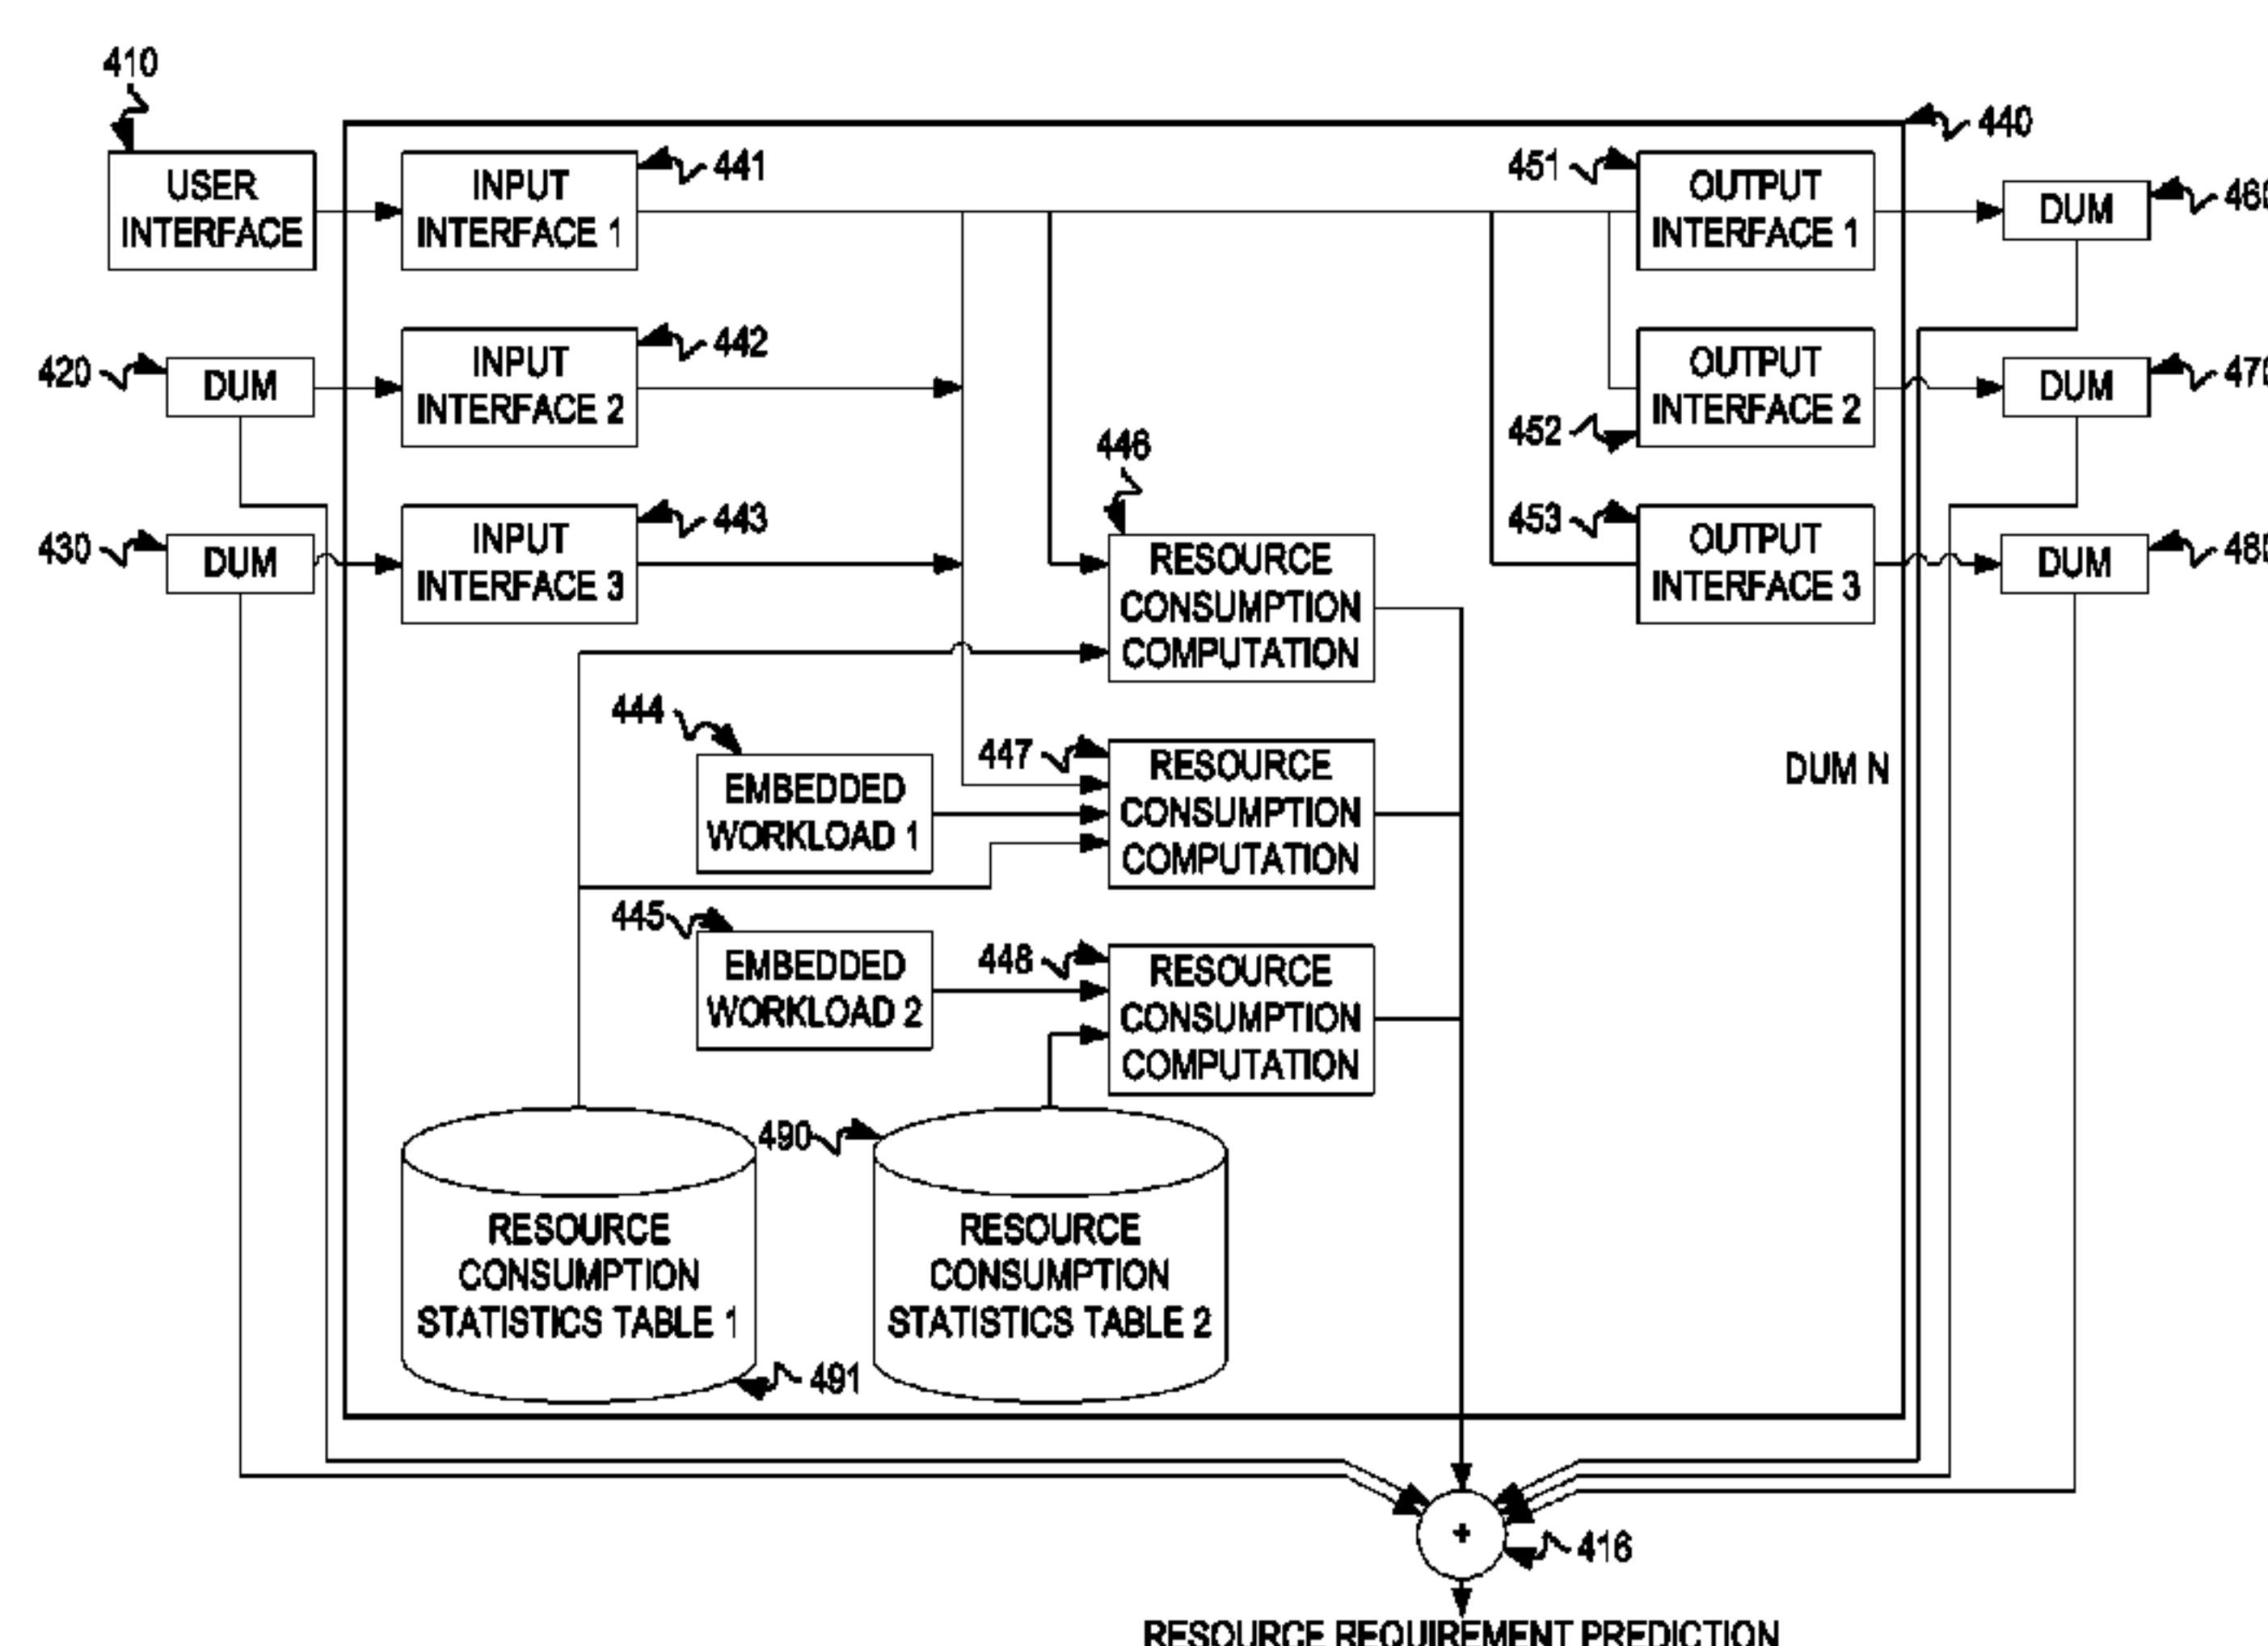 410
440
USER
INTERFACE
INPUT
INTERFACE 1
441
451
OUTPUT
INTERFACE 1
DUM
420
DUM
INPUT
INTERFACE 2
442
OUTPUT
INTERFACE 2
452
DUM
446
430
DUM
INPUT
INTERFACE 3
443
453
OUTPUT
INTERFACE 3
DUM
RESOURCE
CONSUMPTION
COMPUTATION
444
EMBEDDED
WORKLOAD 1
447
RESOURCE
CONSUMPTION
COMPUTATION
DUM N
445
EMBEDDED
WORKLOAD 2
448
RESOURCE
CONSUMPTION
COMPUTATION
490
RESOURCE
CONSUMPTION
STATISTICS TABLE 1
491
RESOURCE
CONSUMPTION
STATISTICS TABLE 2
+
416
RESOURCE REQUIREMENT PREDICTION